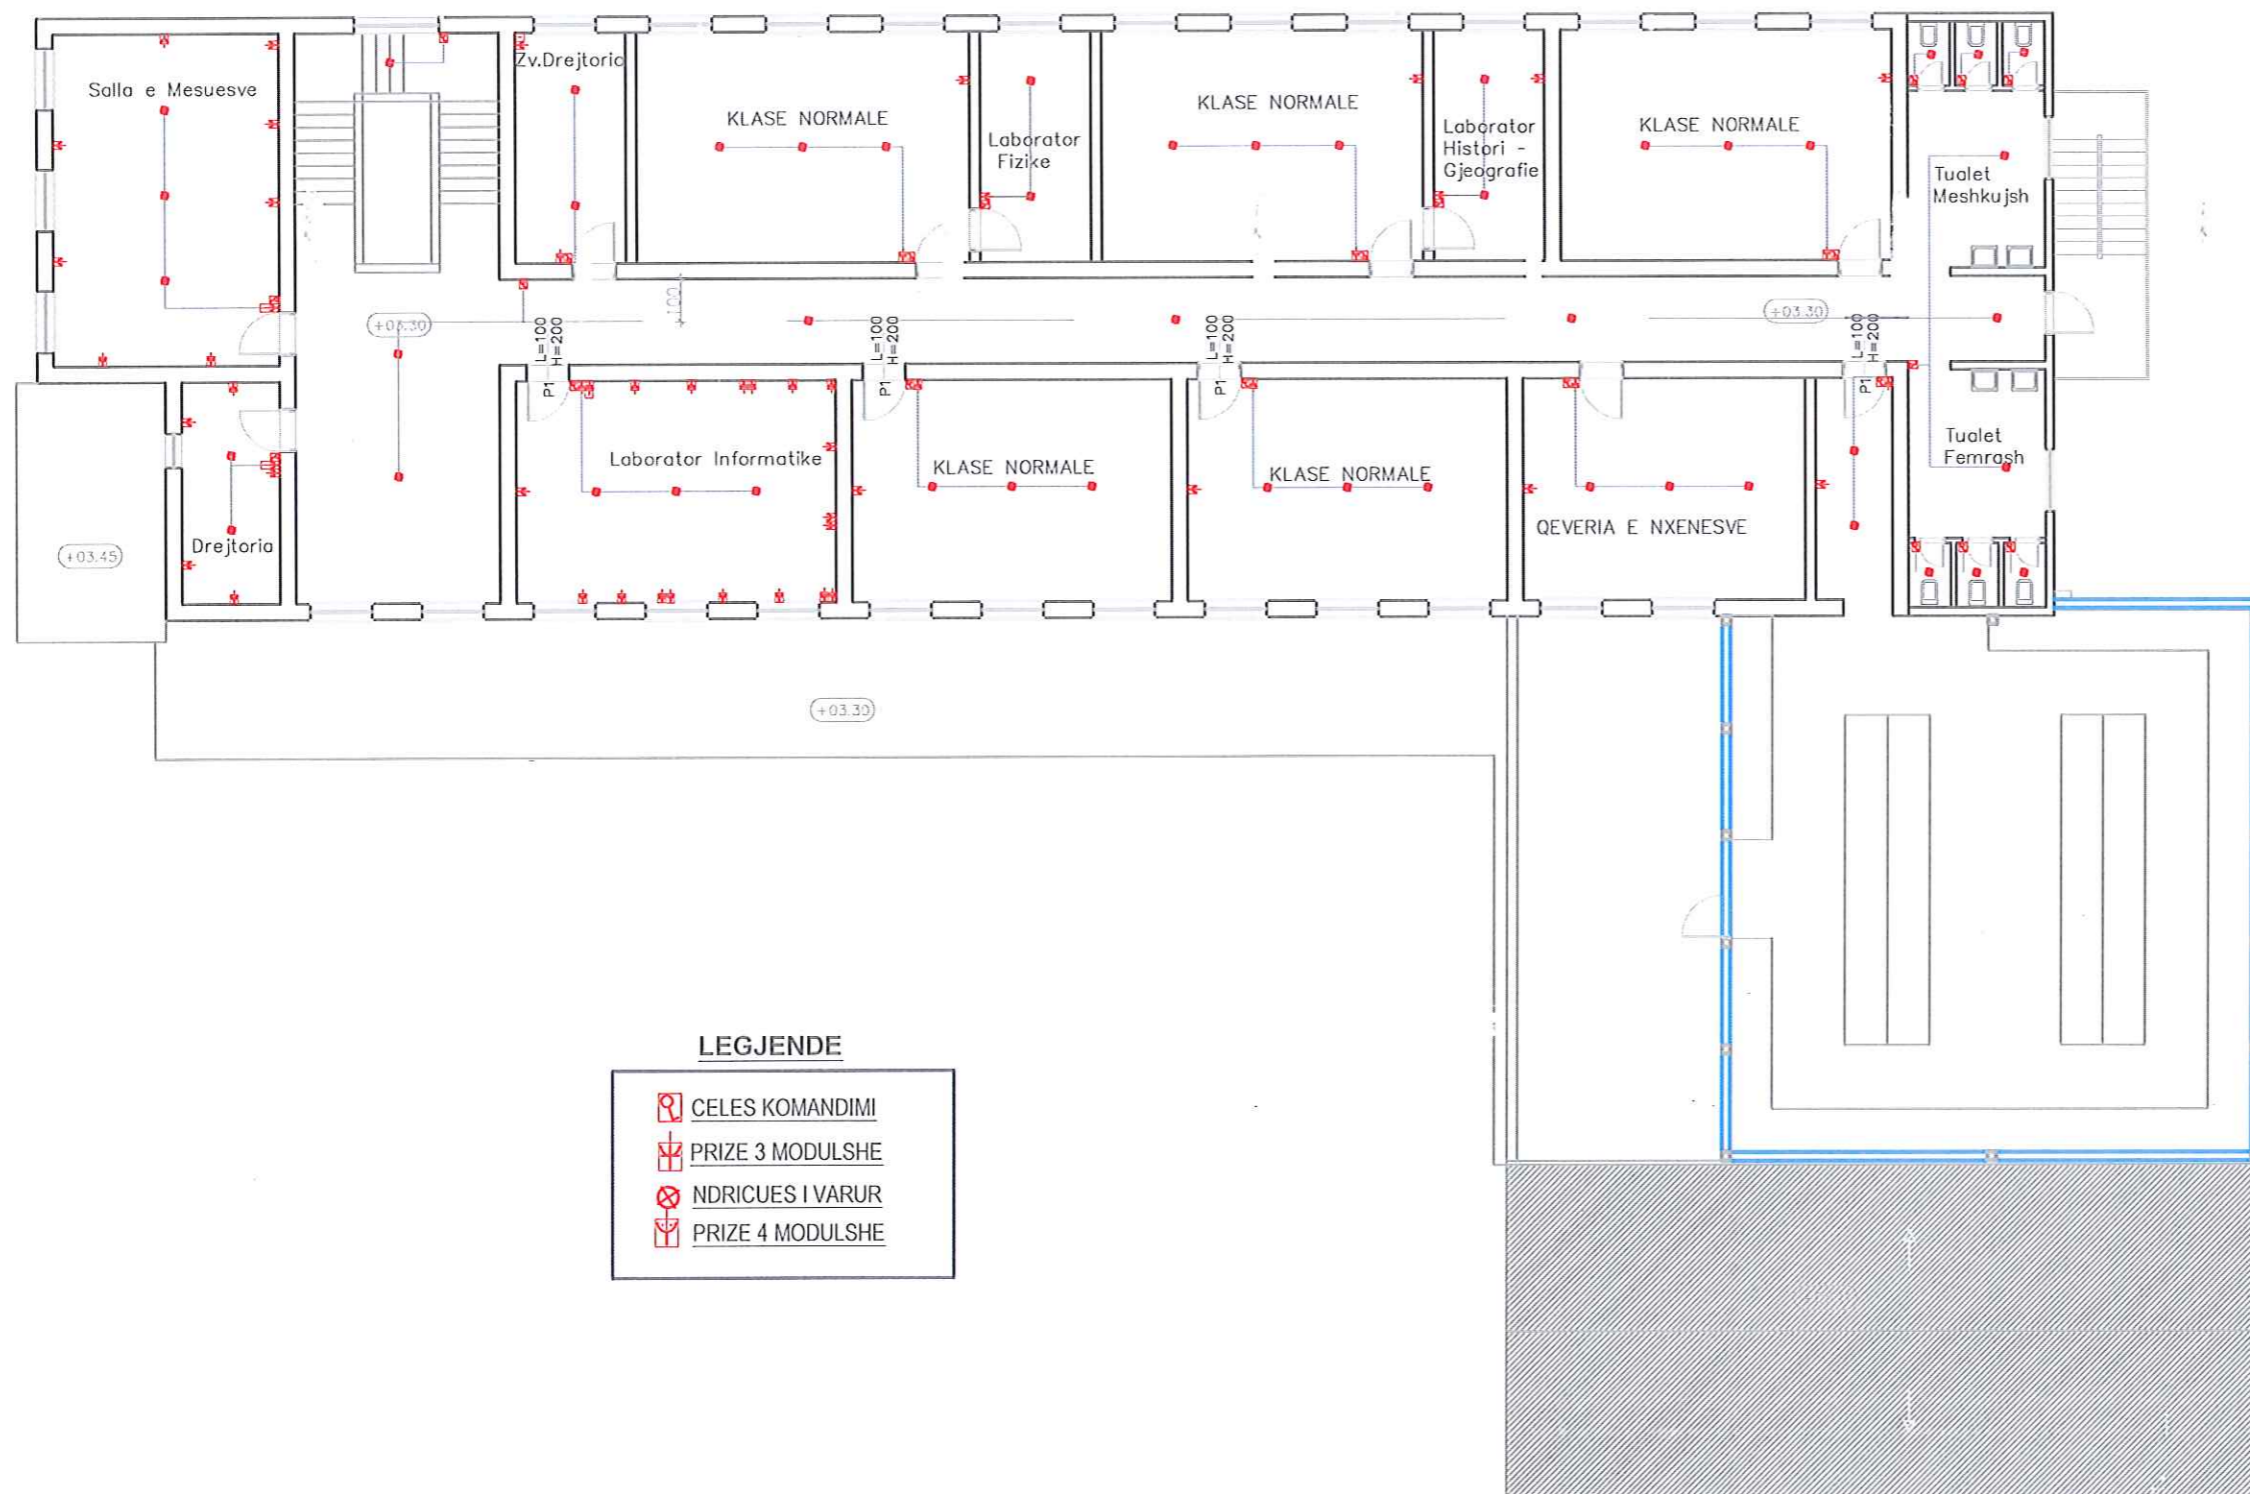 Salla e Mesuesve
Zv.Drejtoria
KLASE NORMALE
Laborator
Fizike
KLASE NORMALE
Laborator
Histori -
Gjeografie
KLASE NORMALE
Tualet
Meshkujsh
+03.30
100
+03.30
L=100
H=200
P1
L=100
H=200
P1
L=100
H=200
P1
L=100
H=200
P1
Laborator Informatike
KLASE NORMALE
KLASE NORMALE
QEVERIA E NXENESVE
Tualet
Femrash
Drejtoria
+03.45
+03.30
LEGJENDE
CELES KOMANDIMI
PRIZE 3 MODULSHE
NDRICUES I VARUR
PRIZE 4 MODULSHE